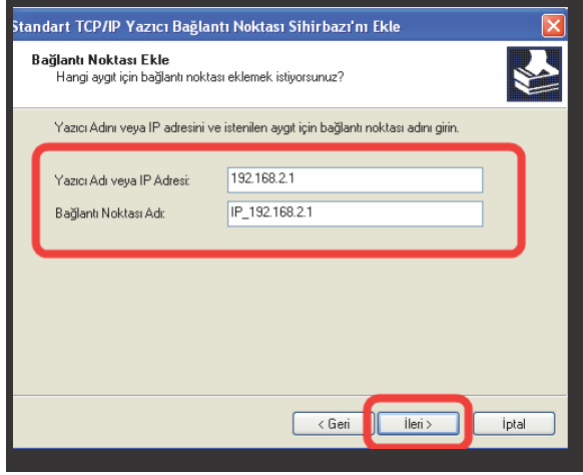 Standart TCP/IP Yazıcı Bağlantı Noktası Sihirbazı'nı Ekle
Bağlantı Noktası Ekle
Hangi aygıt için bağlantı noktası eklemek istiyorsunuz?
Yazıcı Adını veya IP adresini ve istenilen aygıt için bağlantı noktası adını girin.
Yazıcı Adı veya IP Adresi: 192.168.2.1
Bağlantı Noktası Adı: IP_192.168.2.1
< Geri İleri > İptal